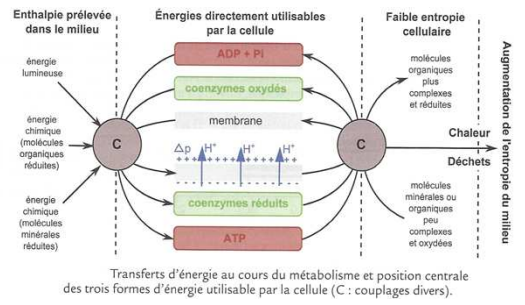 Enthalpie prélevée
dans le milieu
Énergies directement utilisables
par la cellule
Faible entropie
cellulaire
énergie
lumineuse
énergie
chimique
(molécules
organiques
réduites)
énergie
chimique
(molécules
minérales
réduites)
C
ADP + Pi
coenzymes oxydés
membrane
Δp H⁺ H⁺ H⁺
++++++++++++++++
coenzymes réduits
ATP
C
molécules
organiques
plus
complexes
et réduites
Chaleur
Déchets
molécules
minérales ou
organiques
peu
complexes
et oxydées
Augmentation de l'entropie du milieu
Transferts d'énergie au cours du métabolisme et position centrale
des trois formes d'énergie utilisable par la cellule (C : couplages divers).